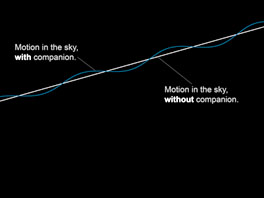 Motion in the sky,
with companion.
Motion in the sky,
without companion.